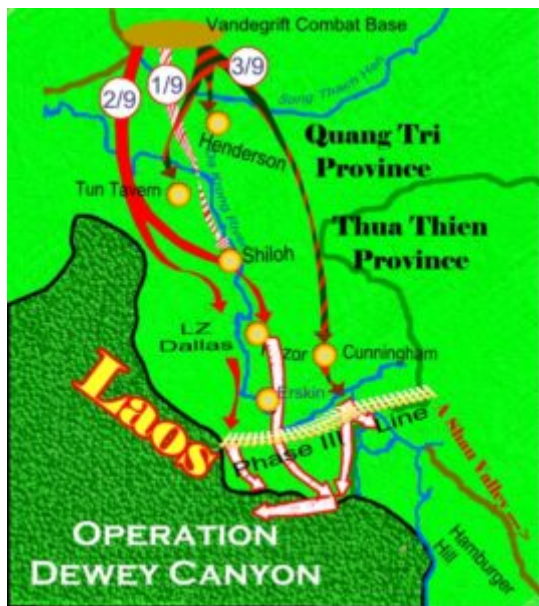 Vandegrift Combat Base
2/9
1/9
3/9
Song Thach Han
Henderson
Quang Tri
Province
Tun Tavern
Thua Thien
Province
Shiloh
LZ
Dallas
Cunningham
Erskin
Laos
Phase III Line
A Shau Valley
Hamburger
Hill
OPERATION
DEWEY CANYON